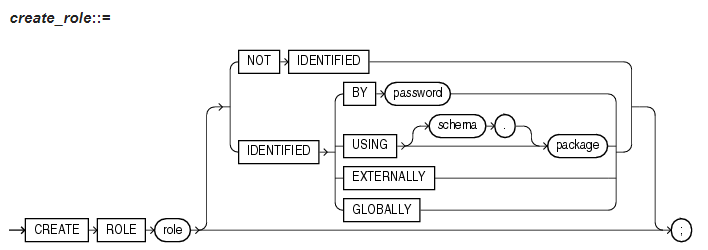 create_role::=
NOT IDENTIFIED
BY password
schema .
IDENTIFIED USING package
EXTERNALLY
GLOBALLY
CREATE ROLE role ;